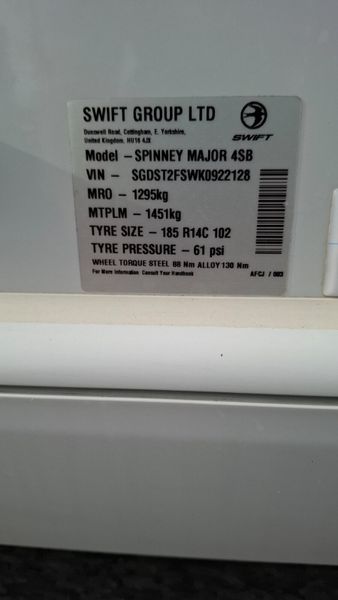 SWIFT GROUP LTD
SWIFT
Dunswell Road, Cottingham, E. Yorkshire,
United Kingdom. HU16 4JX
Model – SPINNEY MAJOR 4SB
VIN – SGDST2FSWK0922128
MRO – 1295kg
MTPLM – 1451kg
TYRE SIZE – 185 R14C 102
TYRE PRESSURE – 61 psi
WHEEL TORQUE STEEL 88 Nm ALLOY 130 Nm
For More Information Consult Your Handbook
AFCJ / 003